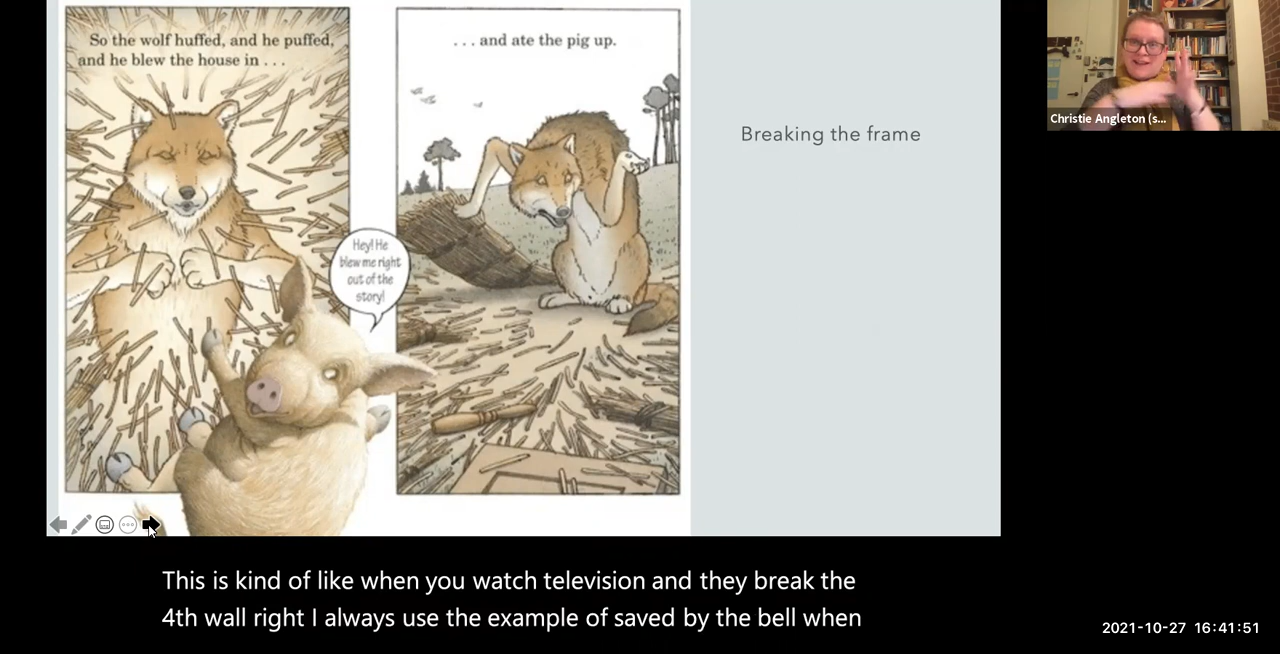 So the wolf huffed, and he puffed,
and he blew the house in . . .
. . . and ate the pig up.
Hey! He
blew me right
out of the
story!
Breaking the frame
Christie Angleton (s...
This is kind of like when you watch television and they break the
4th wall right I always use the example of saved by the bell when
2021-10-27 16:41:51